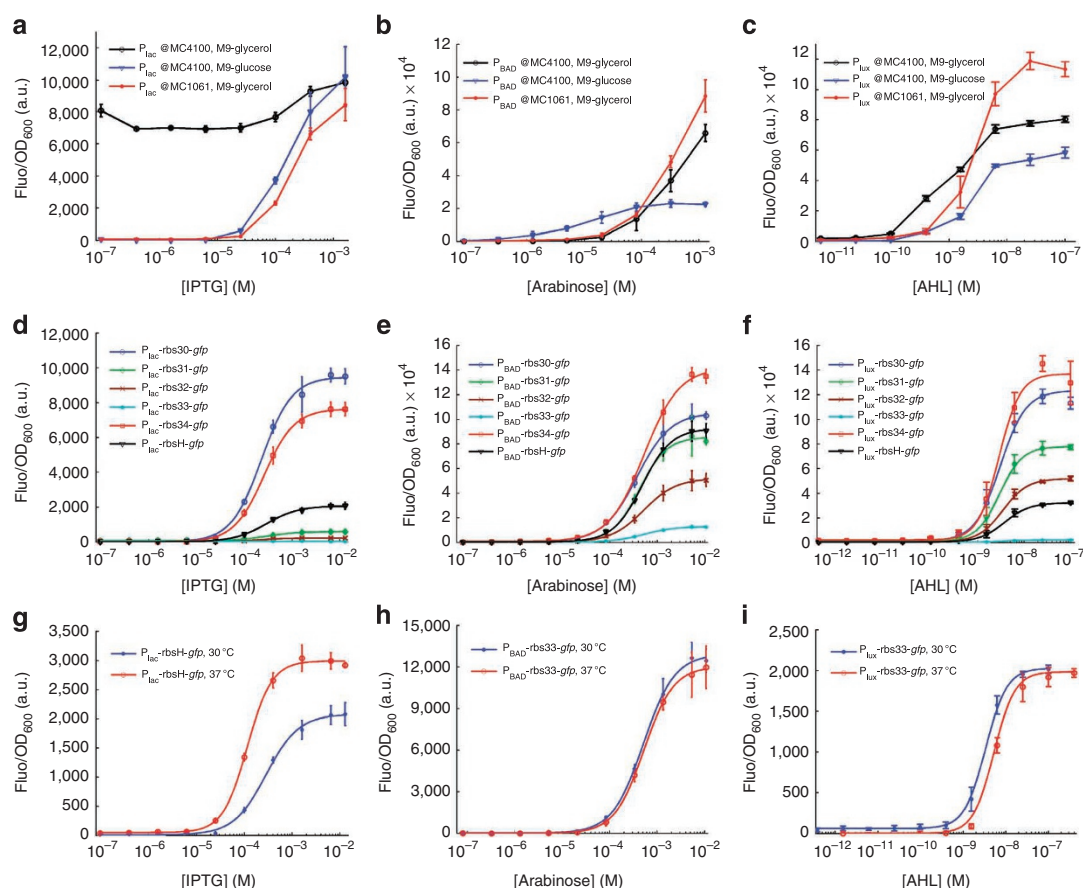 a
12,000
10,000
8,000
6,000
4,000
2,000
0
Fluo/OD600 (a.u.)
Plac @MC4100, M9-glycerol
Plac @MC4100, M9-glucose
Plac @MC1061, M9-glycerol
10−7 10−6 10−5 10−4 10−3
[IPTG] (M)
b
12
10
8
6
4
2
0
Fluo/OD600 (a.u.) × 10^4
PBAD @MC4100, M9-glycerol
PBAD @MC4100, M9-glucose
PBAD @MC1061, M9-glycerol
10−7 10−6 10−5 10−4 10−3
[Arabinose] (M)
c
12
10
8
6
4
2
0
Fluo/OD600 (a.u.) × 10^4
Plux @MC4100, M9-glycerol
Plux @MC4100, M9-glucose
Plux @MC1061, M9-glycerol
10−11 10−10 10−9 10−8 10−7
[AHL] (M)
d
12,000
10,000
8,000
6,000
4,000
2,000
0
Fluo/OD (a.u.)
Plac-rbs30-gfp
Plac-rbs31-gfp
Plac-rbs32-gfp
Plac-rbs33-gfp
Plac-rbs34-gfp
Plac-rbsH-gfp
10−7 10−6 10−5 10−4 10−3 10−2
[IPTG] (M)
e
16
14
12
10
8
6
4
2
0
Fluo/OD600 (a.u.) × 10^4
PBAD-rbs30-gfp
PBAD-rbs31-gfp
PBAD-rbs32-gfp
PBAD-rbs33-gfp
PBAD-rbs34-gfp
PBAD-rbsH-gfp
10−7 10−6 10−5 10−4 10−3 10−2
[Arabinose] (M)
f
16
14
12
10
8
6
4
2
0
Fluo/OD600 (au.) × 10^4
Plux-rbs30-gfp
Plux-rbs31-gfp
Plux-rbs32-gfp
Plux-rbs33-gfp
Plux-rbs34-gfp
Plux-rbsH-gfp
10−12 10−11 10−10 10−9 10−8 10−7
[AHL] (M)
g
3,500
3,000
2,500
2,000
1,500
1,000
500
0
Fluo/OD600 (a.u.)
Plac-rbsH-gfp, 30 °C
Plac-rbsH-gfp, 37 °C
10−7 10−6 10−5 10−4 10−3 10−2
[IPTG] (M)
h
15,000
12,000
9,000
6,000
3,000
0
Fluo/OD600 (a.u.)
PBAD-rbs33-gfp, 30 °C
PBAD-rbs33-gfp, 37 °C
10−7 10−6 10−5 10−4 10−3 10−2
[Arabinose] (M)
i
2,500
2,000
1,500
1,000
500
0
Fluo/OD600 (a.u.)
Plux-rbs33-gfp, 30 °C
Plux-rbs33-gfp, 37 °C
10−12 10−11 10−10 10−9 10−8 10−7
[AHL] (M)